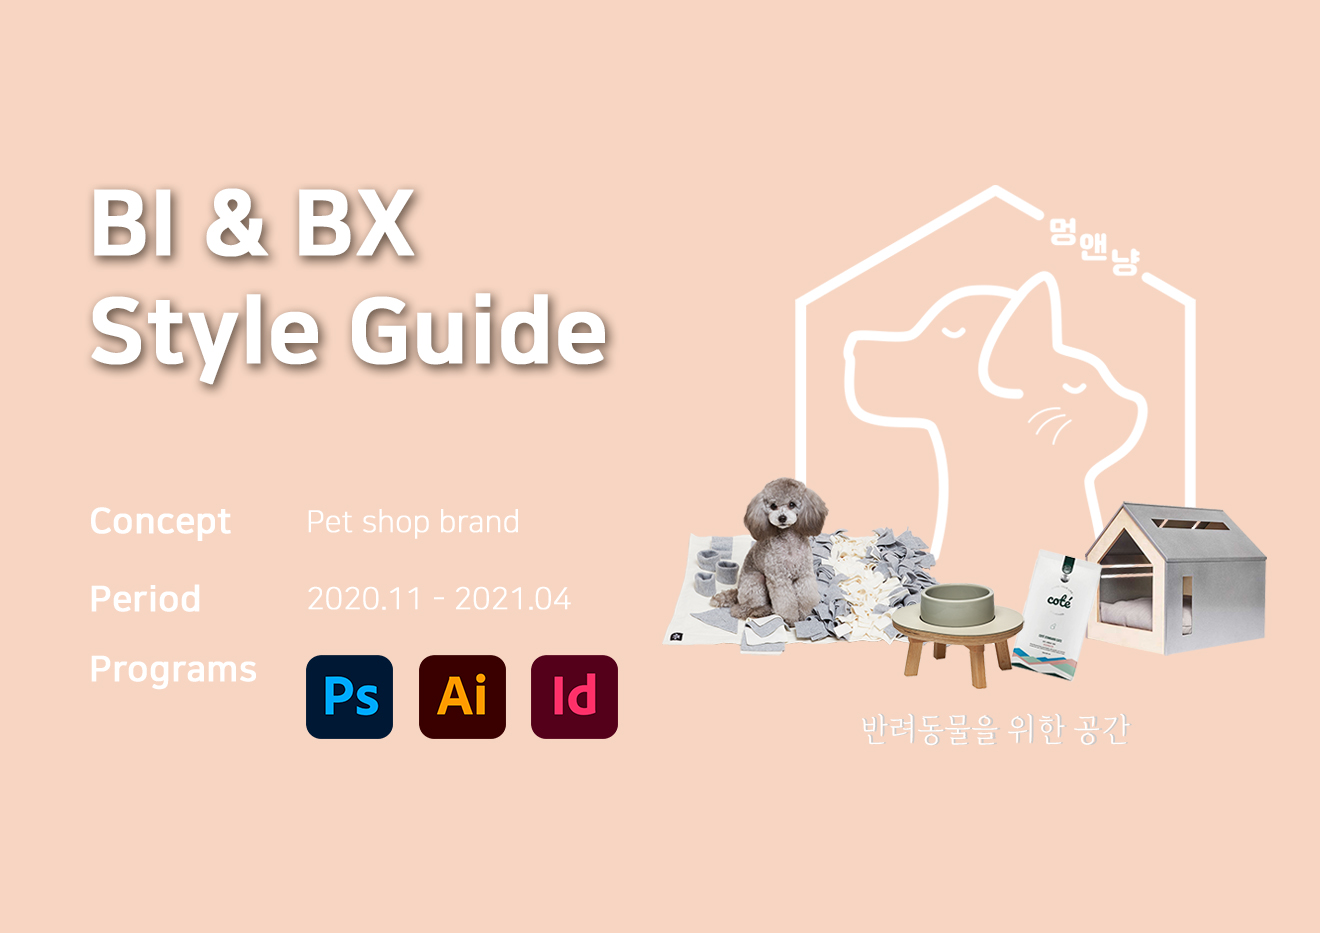 BI & BX
Style Guide
Concept
Pet shop brand
Period
2020.11 - 2021.04
Programs
Ps
Ai
Id
멍앤냥
coté
반려동물을 위한 공간